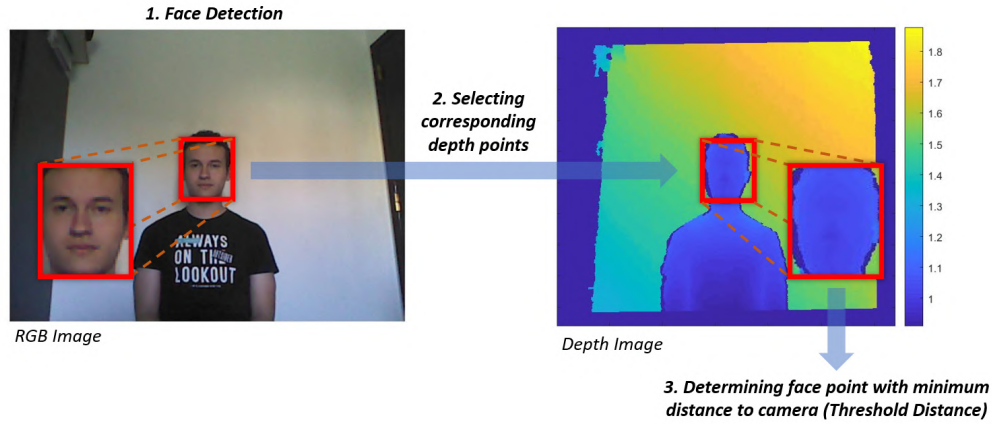 1. Face Detection
2. Selecting
corresponding
depth points
ALWAYS
ON THE
LOOKOUT
RGB Image
Depth Image
1.8
1.7
1.6
1.5
1.4
1.3
1.2
1.1
1
3. Determining face point with minimum
distance to camera (Threshold Distance)